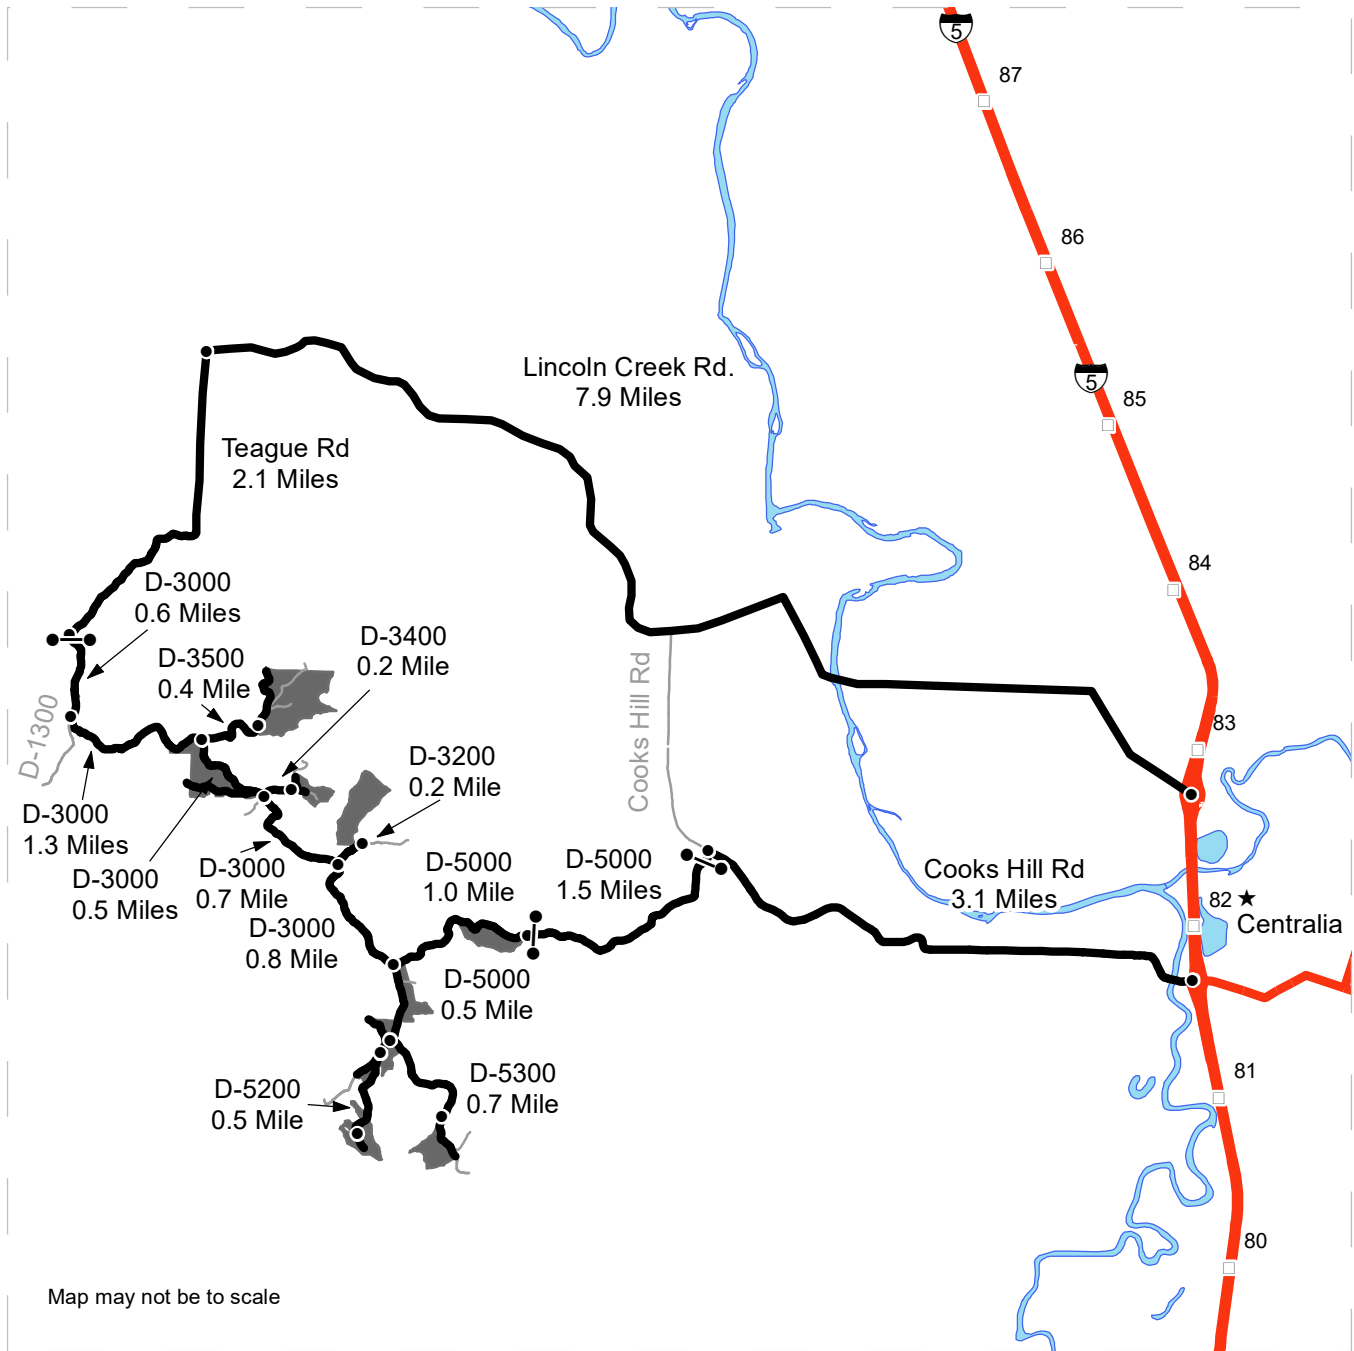 5
87
86
Lincoln Creek Rd.
7.9 Miles
5
85
Teague Rd
2.1 Miles
84
D-3000
0.6 Miles
D-3400
0.2 Mile
D-3500
0.4 Mile
Cooks Hill Rd
D-1300
83
D-3200
0.2 Mile
D-3000
1.3 Miles
D-3000
0.5 Miles
D-3000
0.7 Mile
D-5000
1.0 Mile
D-5000
1.5 Miles
Cooks Hill Rd
3.1 Miles
82
Centralia
D-3000
0.8 Mile
D-5000
0.5 Mile
81
D-5200
0.5 Mile
D-5300
0.7 Mile
80
Map may not be to scale